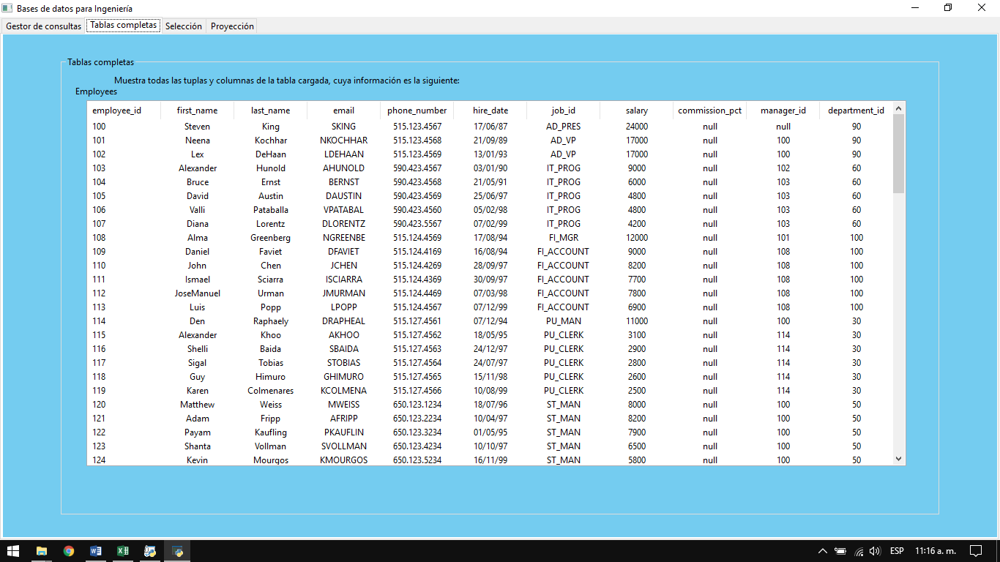 Bases de datos para Ingeniería
Gestor de consultas Tablas completas Selección Proyección
Tablas completas
Muestra todas las tuplas y columnas de la tabla cargada, cuya información es la siguiente:
Employees
employee_id first_name last_name email phone_number hire_date job_id salary commission_pct manager_id department_id
100 Steven King SKING 515.123.4567 17/06/87 AD_PRES 24000 null null 90
101 Neena Kochhar NKOCHHAR 515.123.4568 21/09/89 AD_VP 17000 null 100 90
102 Lex DeHaan LDEHAAN 515.123.4569 13/01/93 AD_VP 17000 null 100 90
103 Alexander Hunold AHUNOLD 590.423.4567 03/01/90 IT_PROG 9000 null 102 60
104 Bruce Ernst BERNST 590.423.4568 21/05/91 IT_PROG 6000 null 103 60
105 David Austin DAUSTIN 590.423.4569 25/06/97 IT_PROG 4800 null 103 60
106 Valli Pataballa VPATABAL 590.423.4560 05/02/98 IT_PROG 4800 null 103 60
107 Diana Lorentz DLORENTZ 590.423.5567 07/02/99 IT_PROG 4200 null 103 60
108 Alma Greenberg NGREENBE 515.124.4569 17/08/94 FI_MGR 12000 null 101 100
109 Daniel Faviet DFAVIET 515.124.4169 16/08/94 FI_ACCOUNT 9000 null 108 100
110 John Chen JCHEN 515.124.4269 28/09/97 FI_ACCOUNT 8200 null 108 100
111 Ismael Sciarra ISCIARRA 515.124.4369 30/09/97 FI_ACCOUNT 7700 null 108 100
112 JoseManuel Urman JMURMAN 515.124.4469 07/03/98 FI_ACCOUNT 7800 null 108 100
113 Luis Popp LPOPP 515.124.4567 07/12/99 FI_ACCOUNT 6900 null 108 100
114 Den Raphaely DRAPHEAL 515.127.4561 07/12/94 PU_MAN 11000 null 100 30
115 Alexander Khoo AKHOO 515.127.4562 18/05/95 PU_CLERK 3100 null 114 30
116 Shelli Baida SBAIDA 515.127.4563 24/12/97 PU_CLERK 2900 null 114 30
117 Sigal Tobias STOBIAS 515.127.4564 24/07/97 PU_CLERK 2800 null 114 30
118 Guy Himuro GHIMURO 515.127.4565 15/11/98 PU_CLERK 2600 null 114 30
119 Karen Colmenares KCOLMENA 515.127.4566 10/08/99 PU_CLERK 2500 null 114 30
120 Matthew Weiss MWEISS 650.123.1234 18/07/96 ST_MAN 8000 null 100 50
121 Adam Fripp AFRIPP 650.123.2234 10/04/97 ST_MAN 8200 null 100 50
122 Payam Kaufling PKAUFLIN 650.123.3234 01/05/95 ST_MAN 7900 null 100 50
123 Shanta Vollman SVOLLMAN 650.123.4234 10/10/97 ST_MAN 6500 null 100 50
124 Kevin Mourgos KMOURGOS 650.123.5234 16/11/99 ST_MAN 5800 null 100 50
ESP 11:16 a. m.